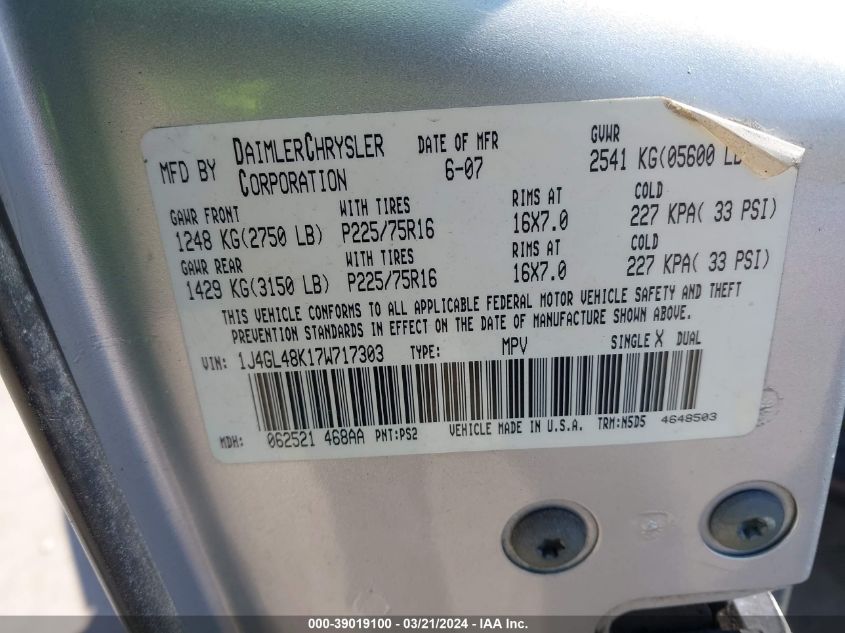 MFD BY DAIMLERCHRYSLER CORPORATION DATE OF MFR 6-07 GVWR 2541 KG(05600 LB
GAWR FRONT WITH TIRES RIMS AT COLD
1248 KG(2750 LB) P225/75R16 16X7.0 227 KPA( 33 PSI)
GAWR REAR WITH TIRES RIMS AT COLD
1429 KG(3150 LB) P225/75R16 16X7.0 227 KPA( 33 PSI)
THIS VEHICLE CONFORMS TO ALL APPLICABLE FEDERAL MOTOR VEHICLE SAFETY AND THEFT
PREVENTION STANDARDS IN EFFECT ON THE DATE OF MANUFACTURE SHOWN ABOVE.
VIN: 1J4GL48K17W717303 TYPE: MPV SINGLE X DUAL
MDH: 062521 468AA PNT:PS2 VEHICLE MADE IN U.S.A. TRM:N5D5 4648503
000-39019100 - 03/21/2024 - IAA Inc.